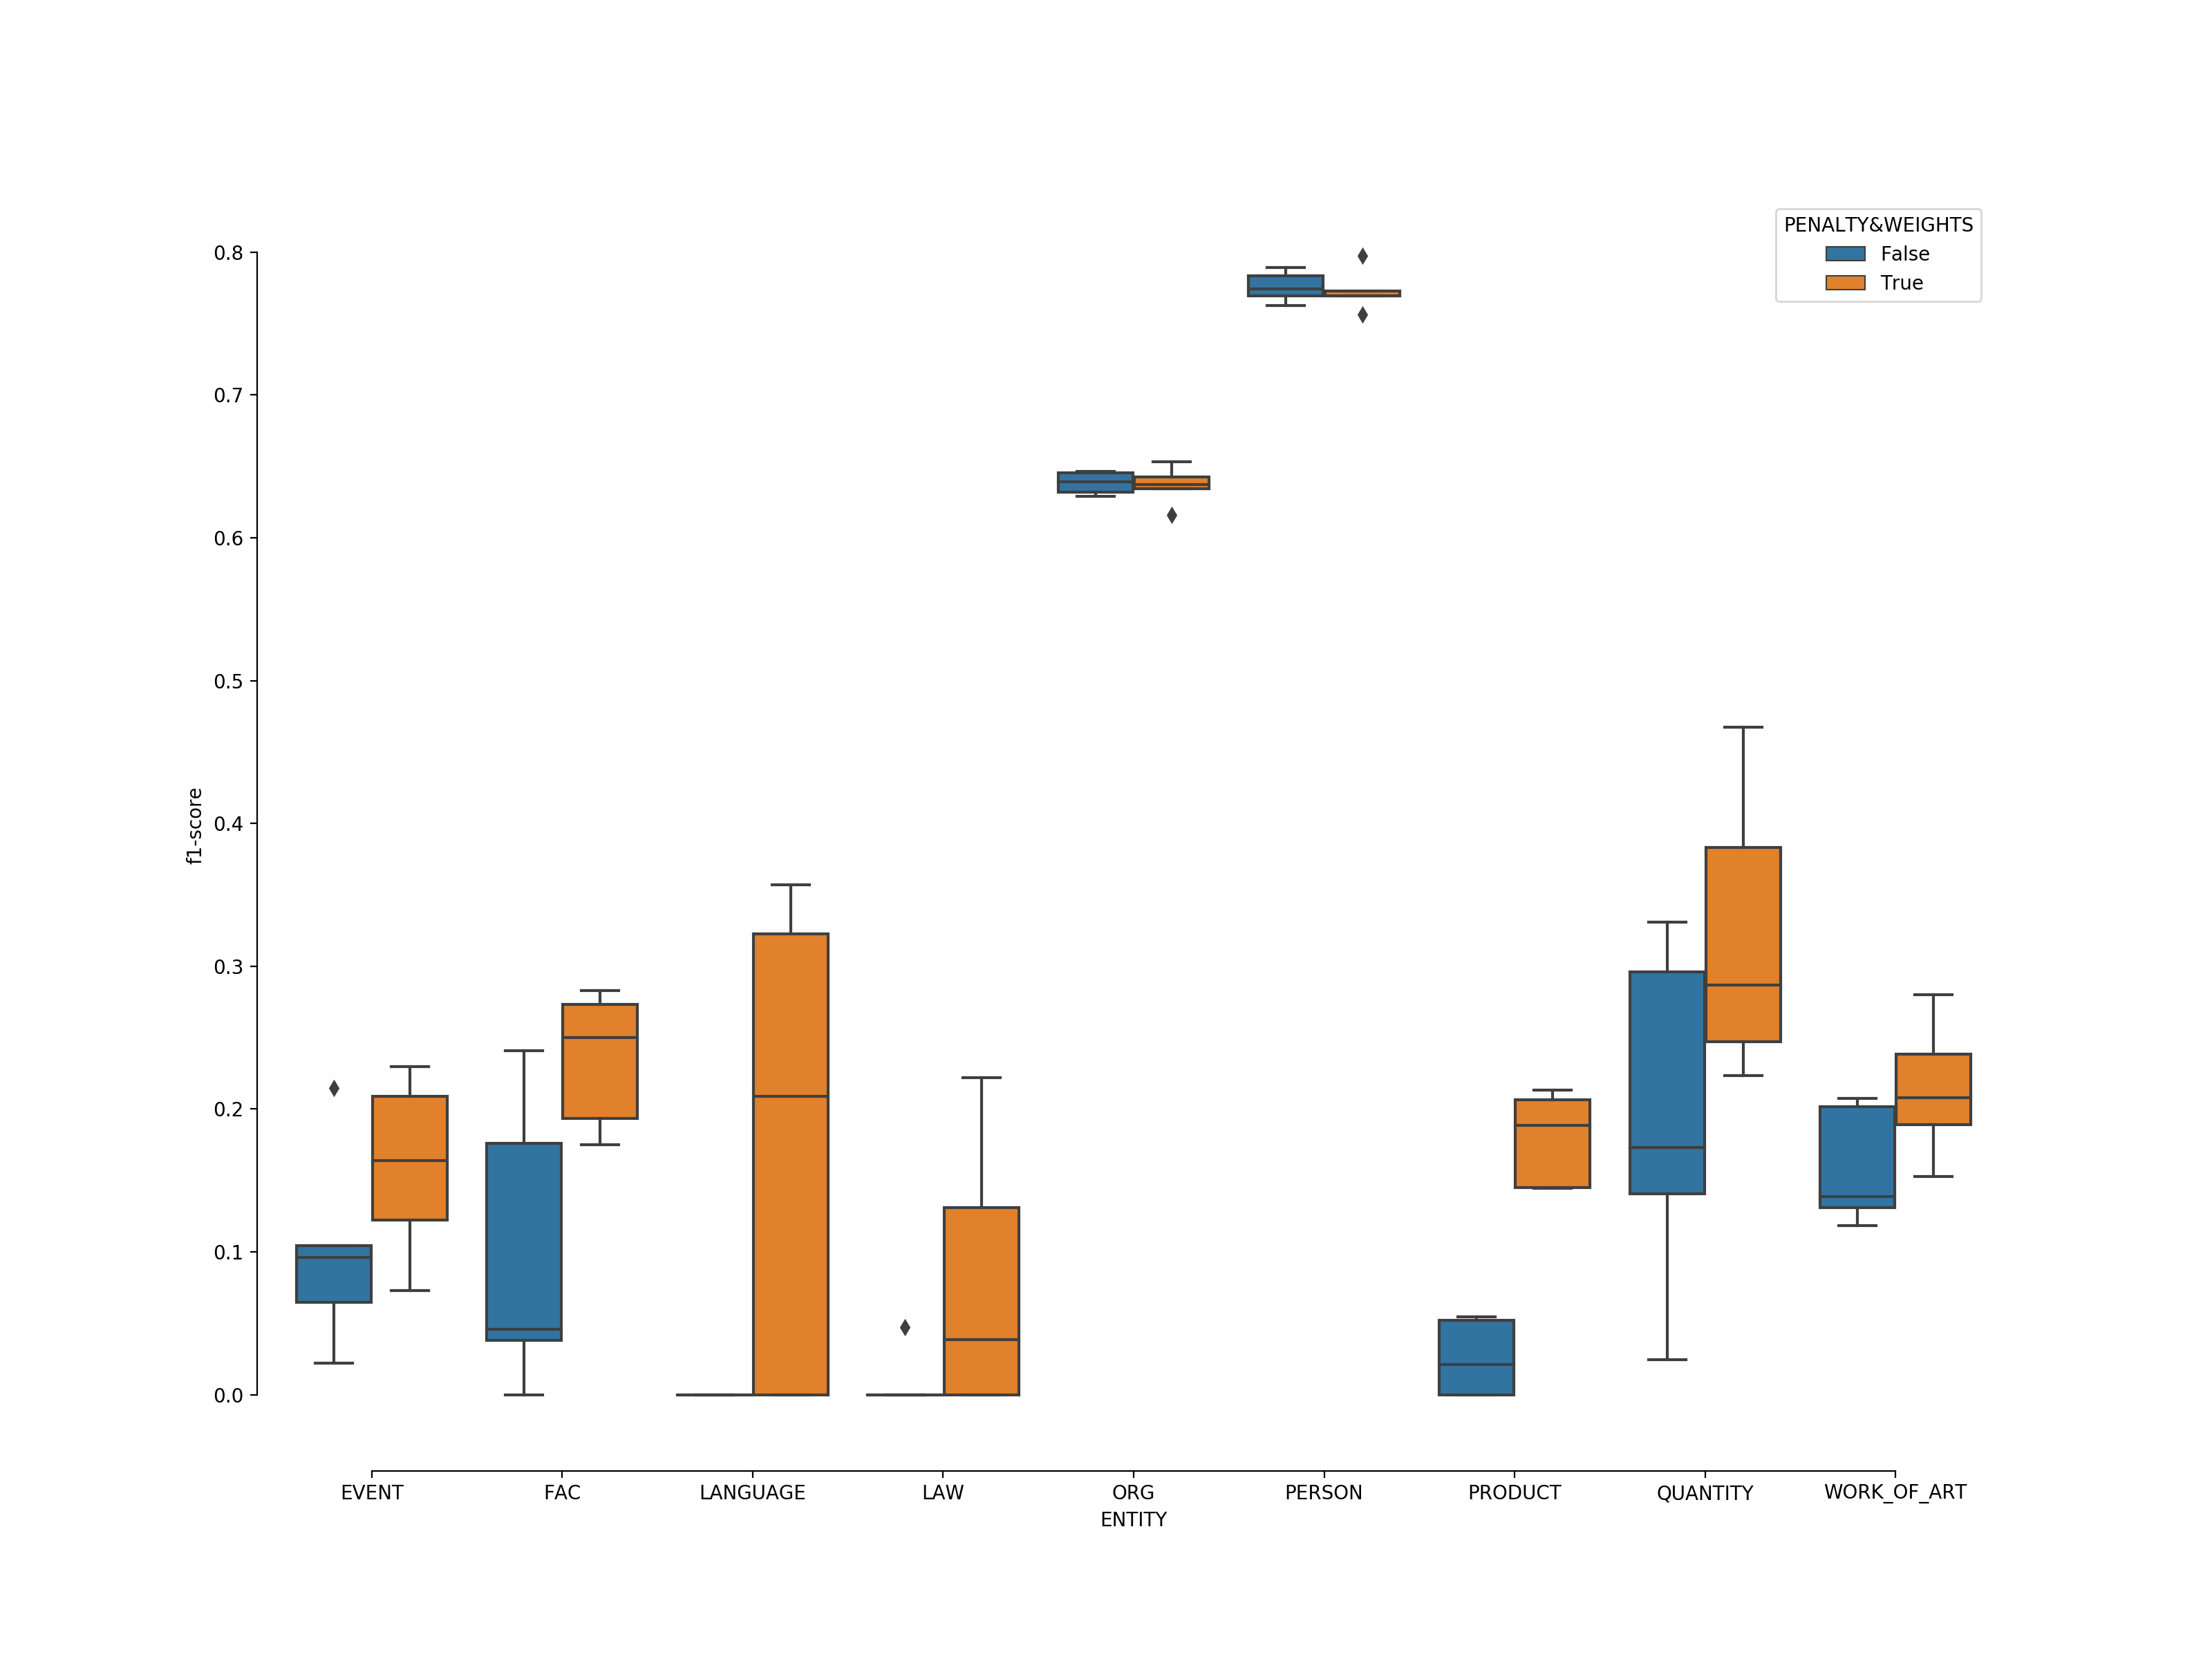 PENALTY&WEIGHTS
False
True
0.8
0.7
0.6
0.5
0.4
0.3
0.2
0.1
0.0
f1-score
EVENT FAC LANGUAGE LAW ORG PERSON PRODUCT QUANTITY WORK_OF_ART
ENTITY